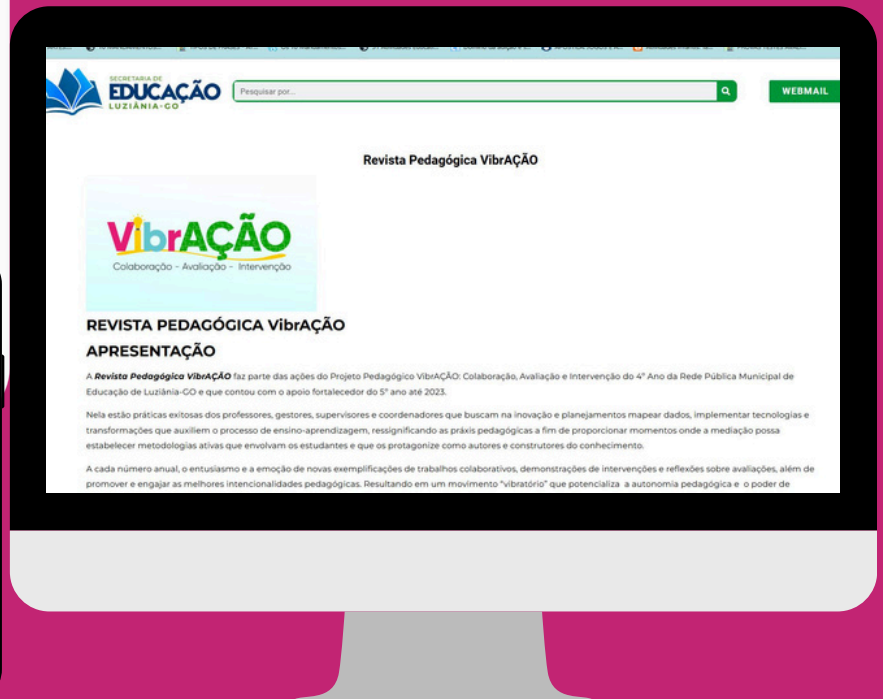 SECRETARIA DE
EDUCAÇÃO
LUZIÂNIA-GO
Pesquisar por...
WEBMAIL
Revista Pedagógica VibrAÇÃO
VibrAÇÃO
Colaboração - Avaliação - Intervenção
REVISTA PEDAGÓGICA VibrAÇÃO
APRESENTAÇÃO
A Revista Pedagógica VibrAÇÃO faz parte das ações do Projeto Pedagógico VibrAÇÃO: Colaboração, Avaliação e Intervenção do 4º Ano da Rede Pública Municipal de
Educação de Luziânia-GO e que contou com o apoio fortalecedor do 5º ano até 2023.
Nela estão práticas exitosas dos professores, gestores, supervisores e coordenadores que buscam na inovação e planejamentos mapear dados, implementar tecnologias e
transformações que auxiliem o processo de ensino-aprendizagem, ressignificando as práxis pedagógicas a fim de proporcionar momentos onde a mediação possa
estabelecer metodologias ativas que envolvam os estudantes e que os protagonize como autores e construtores do conhecimento.
A cada número anual, o entusiasmo e a emoção de novas exemplificações de trabalhos colaborativos, demonstrações de intervenções e reflexões sobre avaliações, além de
promover e engajar as melhores intencionalidades pedagógicas. Resultando em um movimento "vibratório" que potencializa a autonomia pedagógica e o poder de